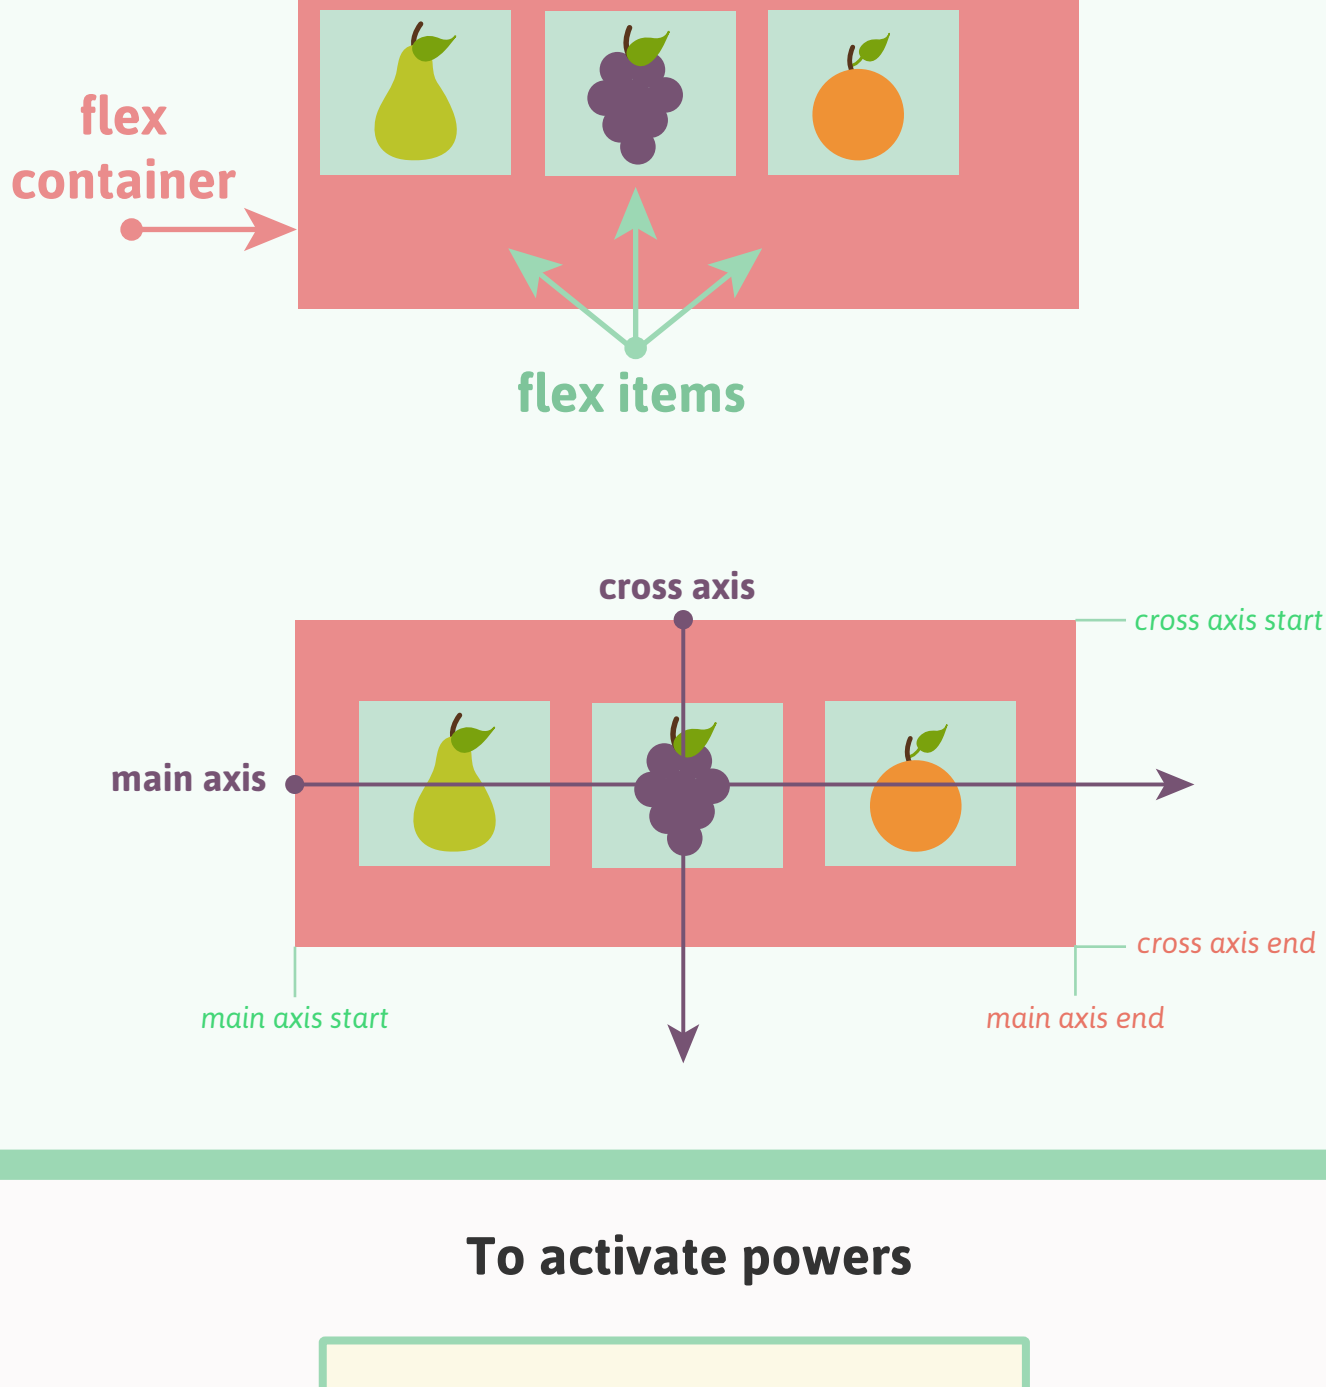 flex
container
flex items
cross axis
cross axis start
main axis
cross axis end
main axis start
main axis end
To activate powers